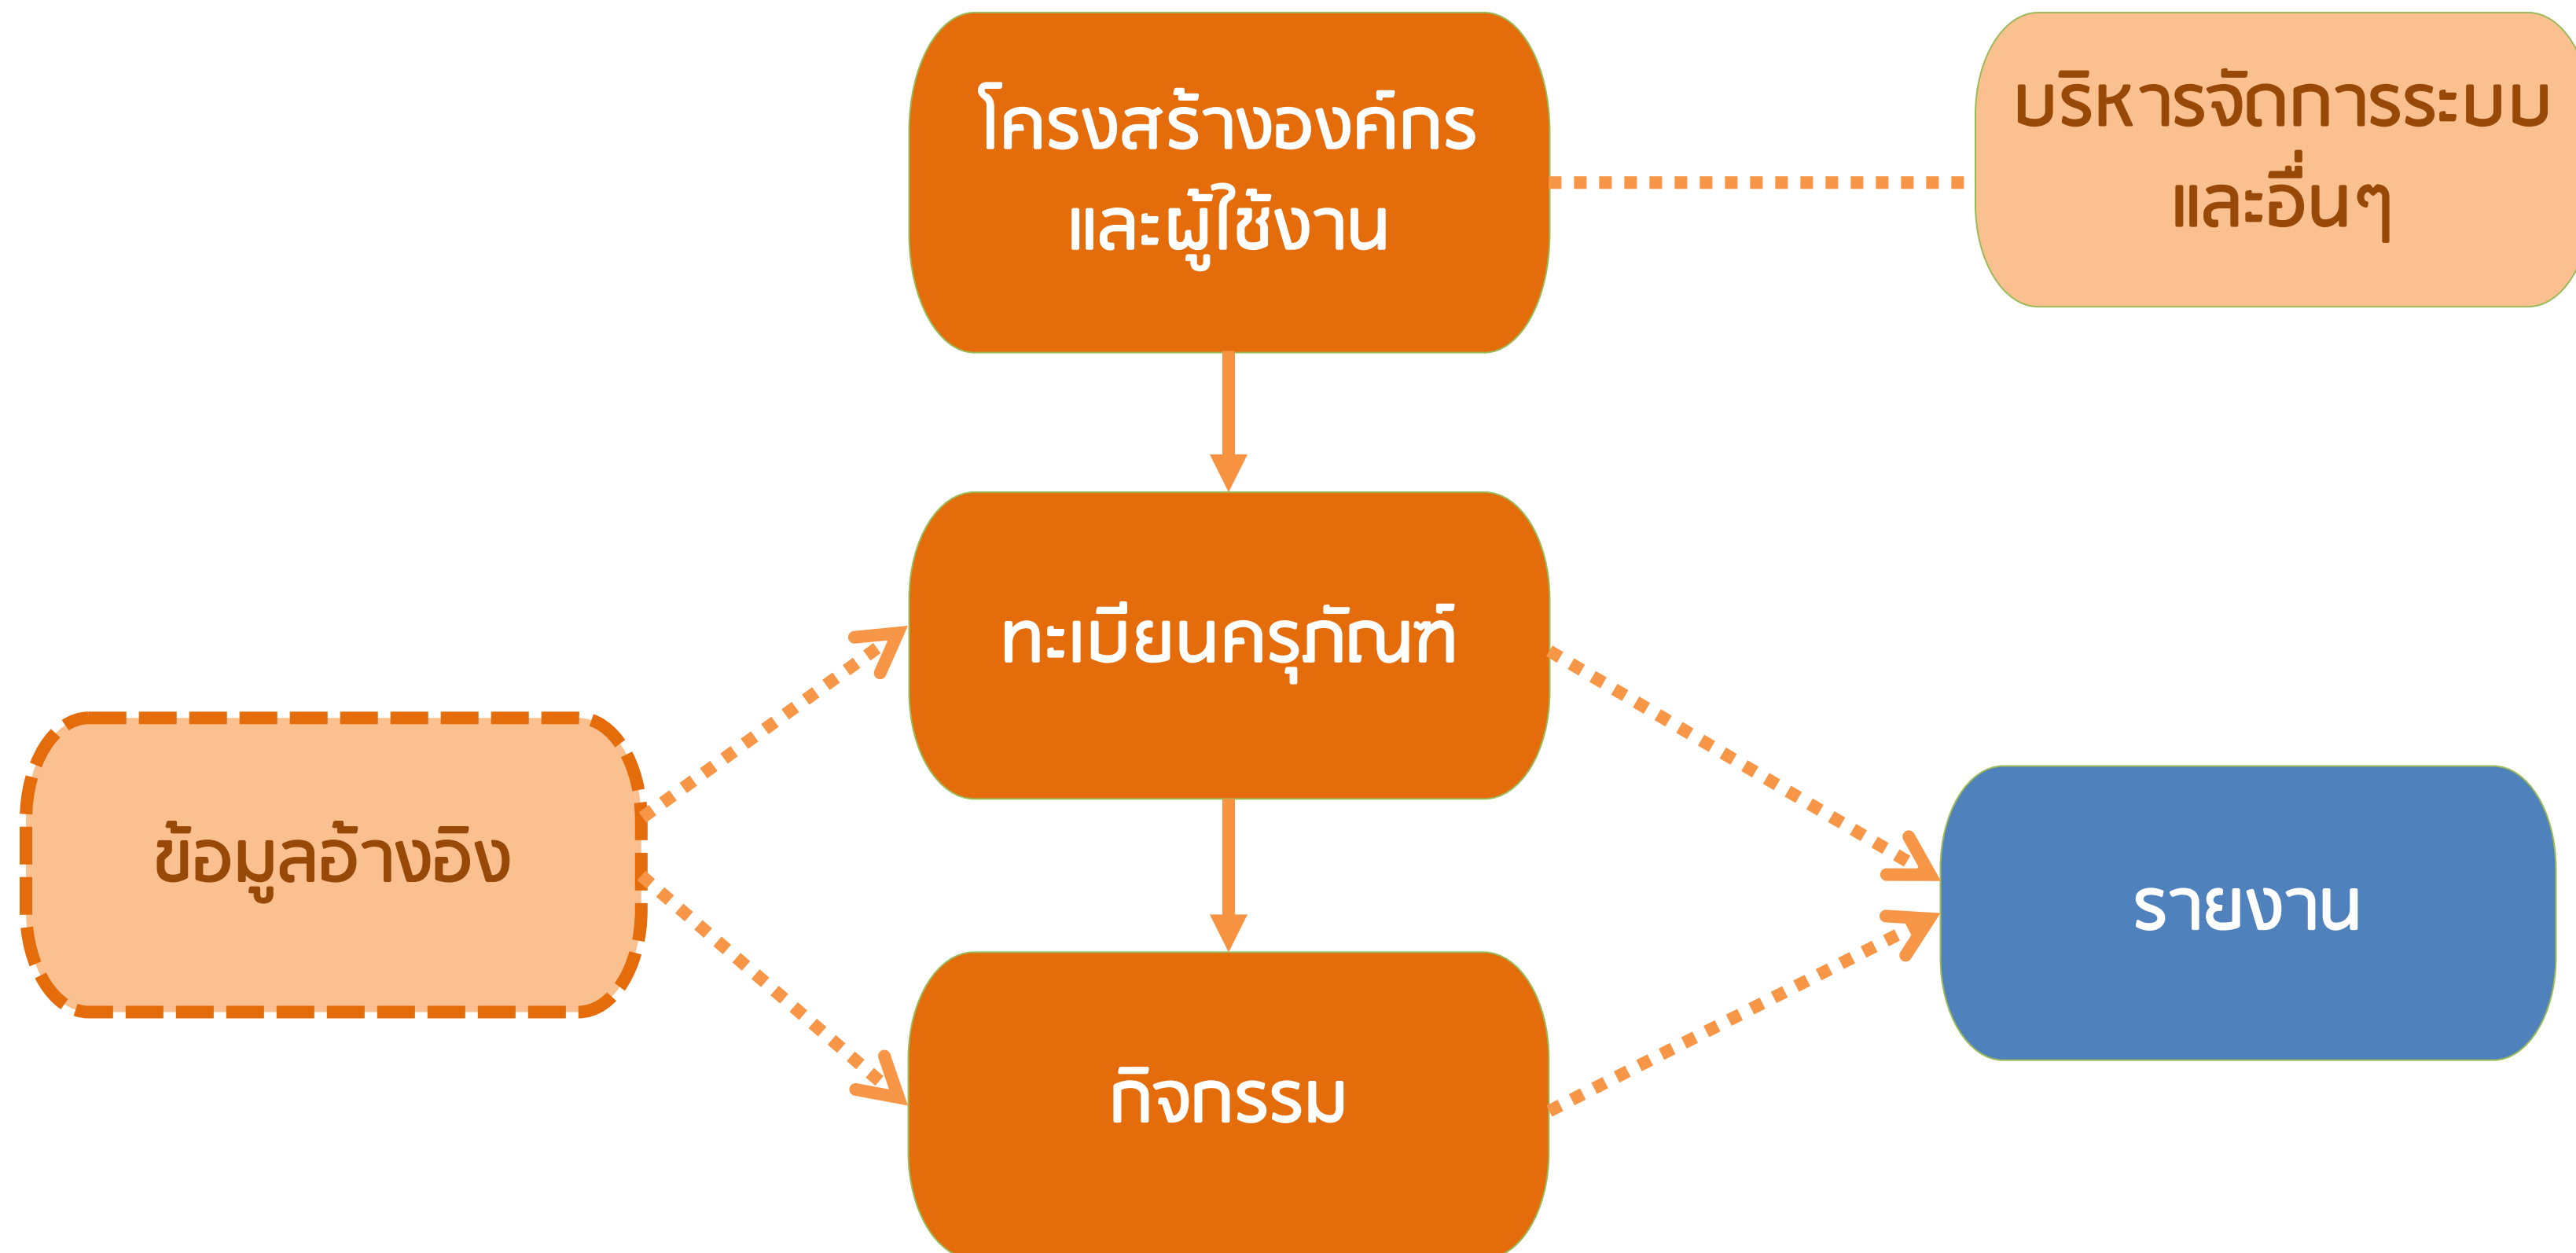 โครงสร้างองค์กร
และผู้ใช้งาน
บริหารจัดการระบบ
และอื่นๆ
ทะเบียนครุภัณฑ์
ข้อมูลอ้างอิง
รายงาน
กิจกรรม